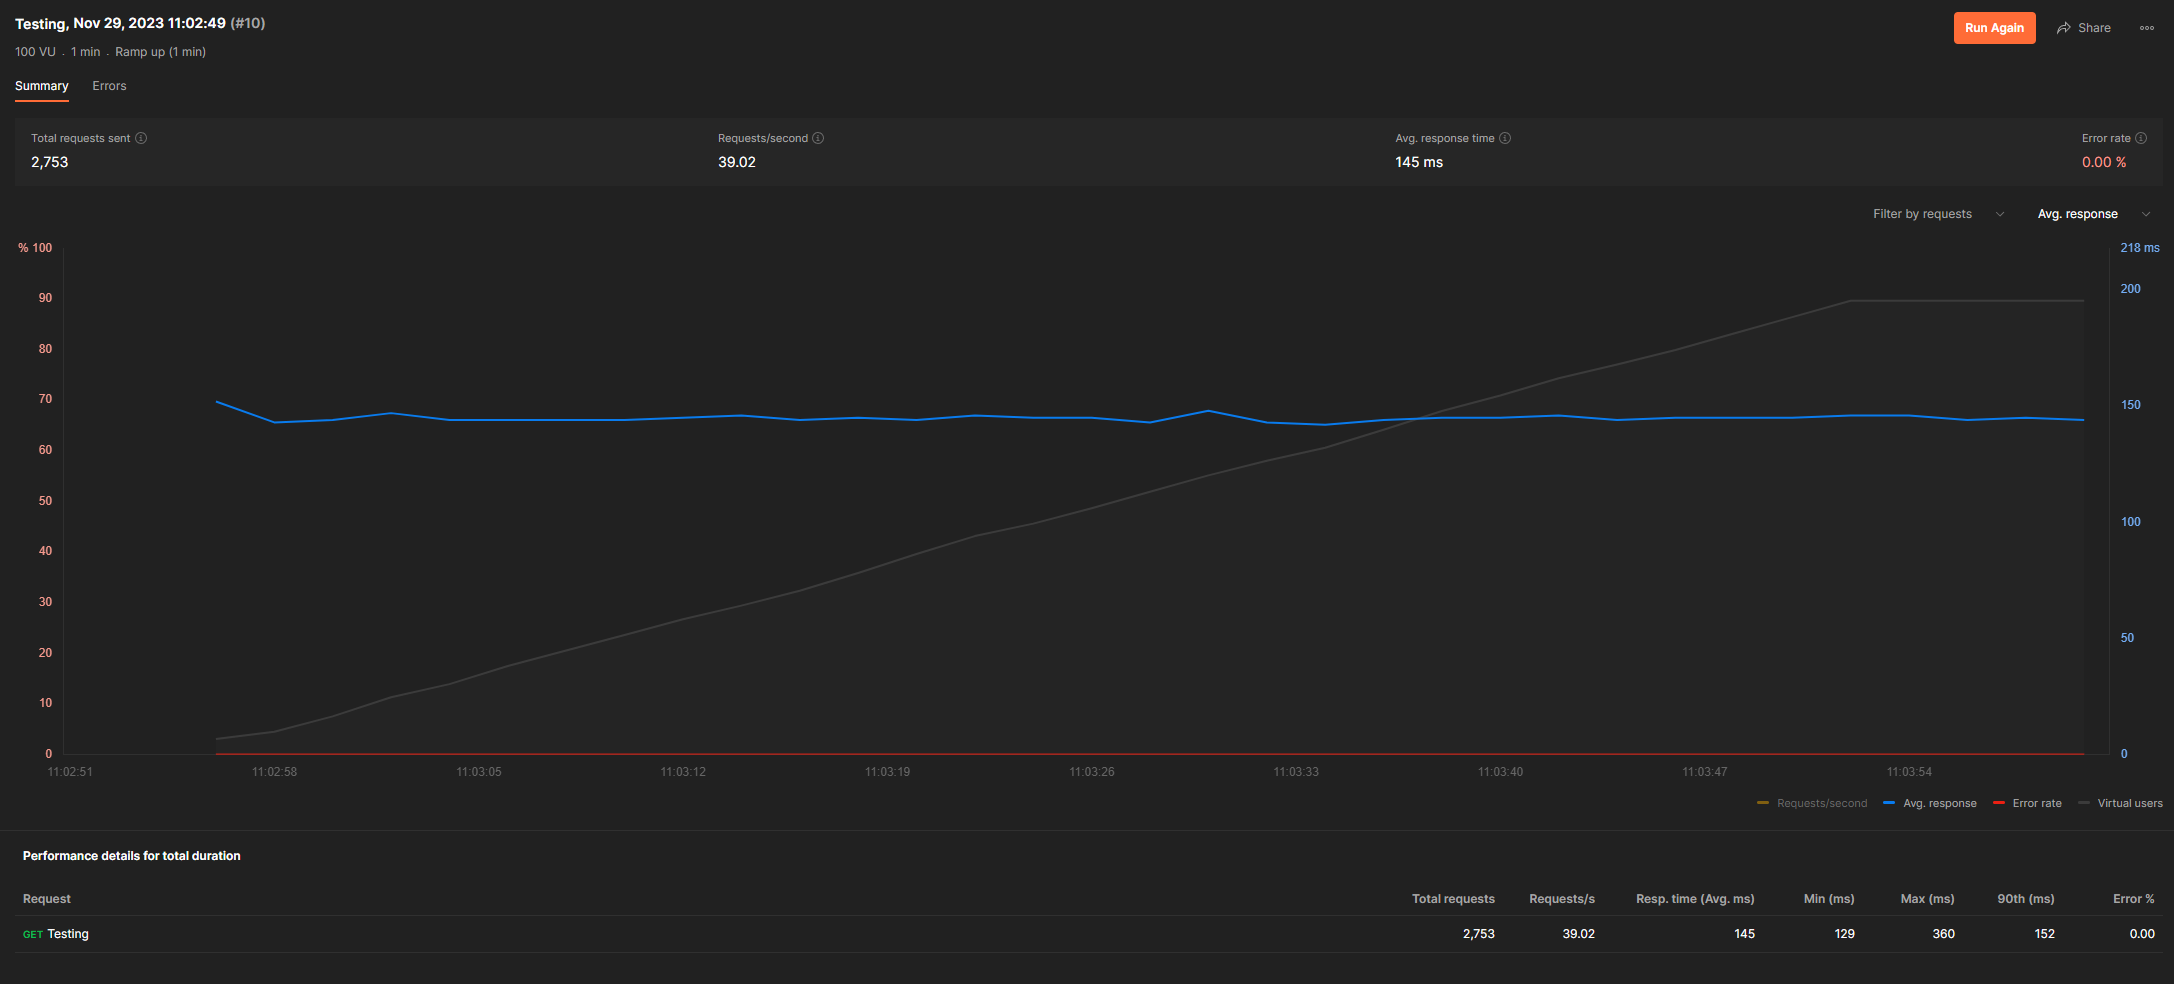 Testing, Nov 29, 2023 11:02:49 (#10)
Run Again
Share
100 VU . 1 min . Ramp up (1 min)
Summary Errors
Total requests sent
2,753
Requests/second
39.02
Avg. response time
145 ms
Error rate
0.00 %
Filter by requests
Avg. response
% 100
90
80
70
60
50
40
30
20
10
0
218 ms
200
150
100
50
0
11:02:51 11:02:58 11:03:05 11:03:12 11:03:19 11:03:26 11:03:33 11:03:40 11:03:47 11:03:54
Requests/second Avg. response Error rate Virtual users
Performance details for total duration
Request Total requests Requests/s Resp. time (Avg. ms) Min (ms) Max (ms) 90th (ms) Error %
GET Testing 2,753 39.02 145 129 360 152 0.00